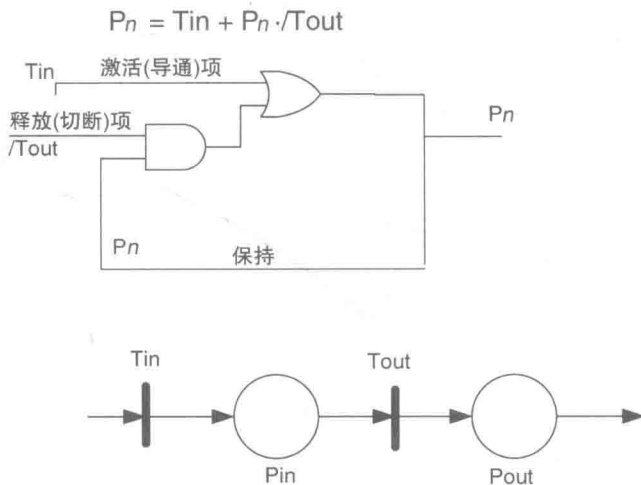 Pn = Tin + Pn·/Tout
Tin
激活(导通)项
释放(切断)项
/Tout
Pn
Pn
保持
Tin
Tout
Pin
Pout